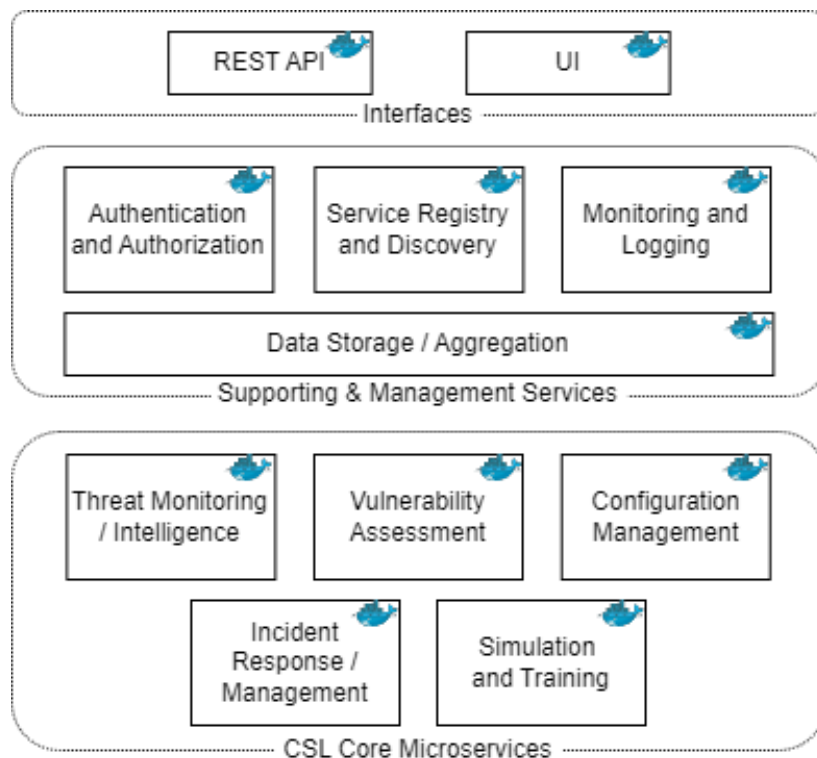 REST API
UI
Interfaces
Authentication
and Authorization
Service Registry
and Discovery
Monitoring and
Logging
Data Storage / Aggregation
Supporting & Management Services
Threat Monitoring
/ Intelligence
Vulnerability
Assessment
Configuration
Management
Incident
Response /
Management
Simulation
and Training
CSL Core Microservices